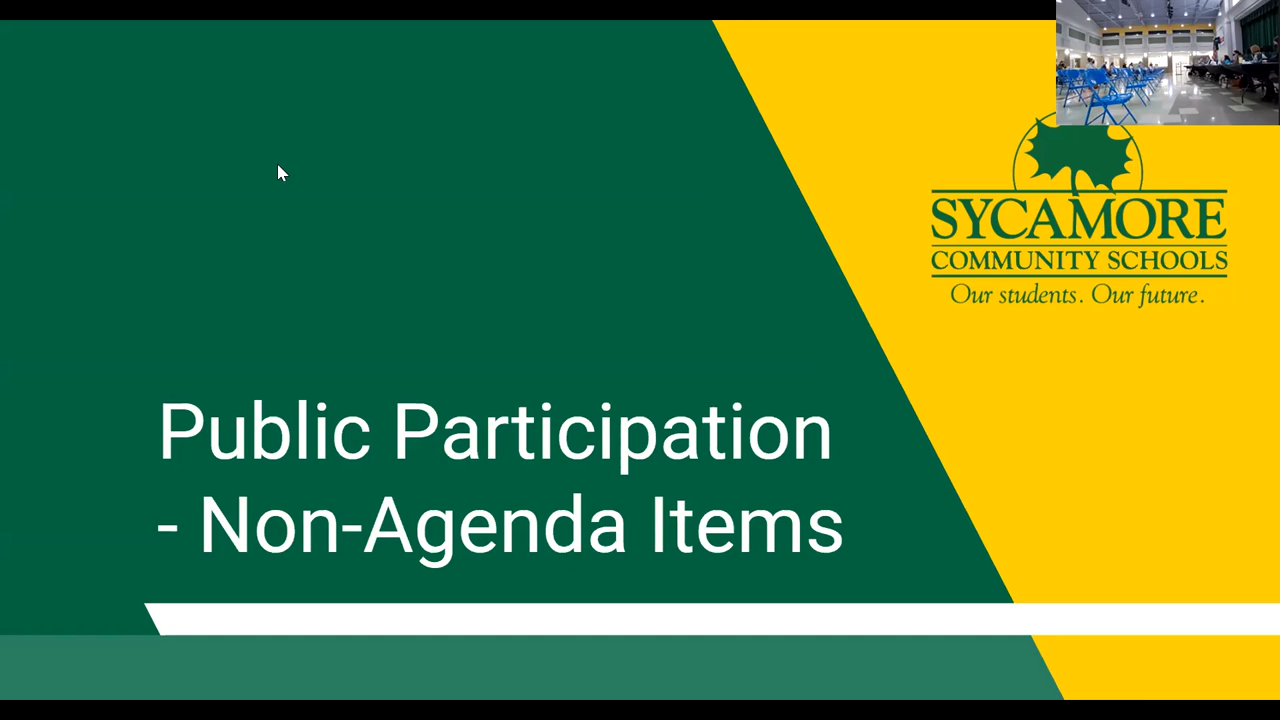 SYCAMORE
COMMUNITY SCHOOLS
Our students. Our future.
Public Participation
- Non-Agenda Items